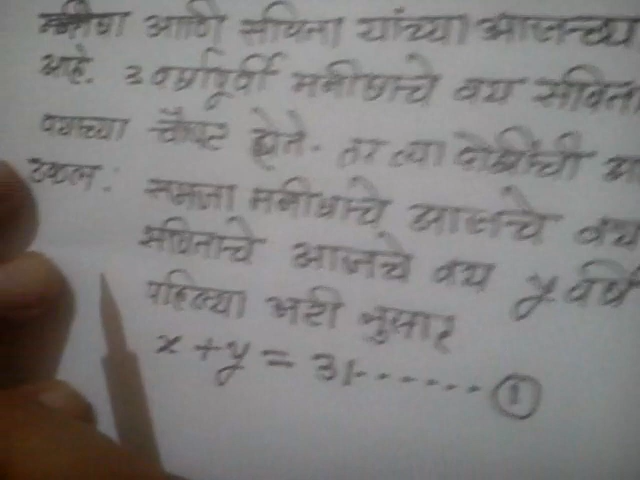 मनीषा आणि सविता यांच्या आजच्या
आहे. 3 वर्षापूर्वी मनीषाचे वय सविता
वयाच्या चौपट होते. तर त्या दोघींची
उकल: समजा मनीषाचे आजचे वय
सविताचे आजचे वय y वर्षे
पहिल्या अटी नुसार
x + y = 31 ...... ①